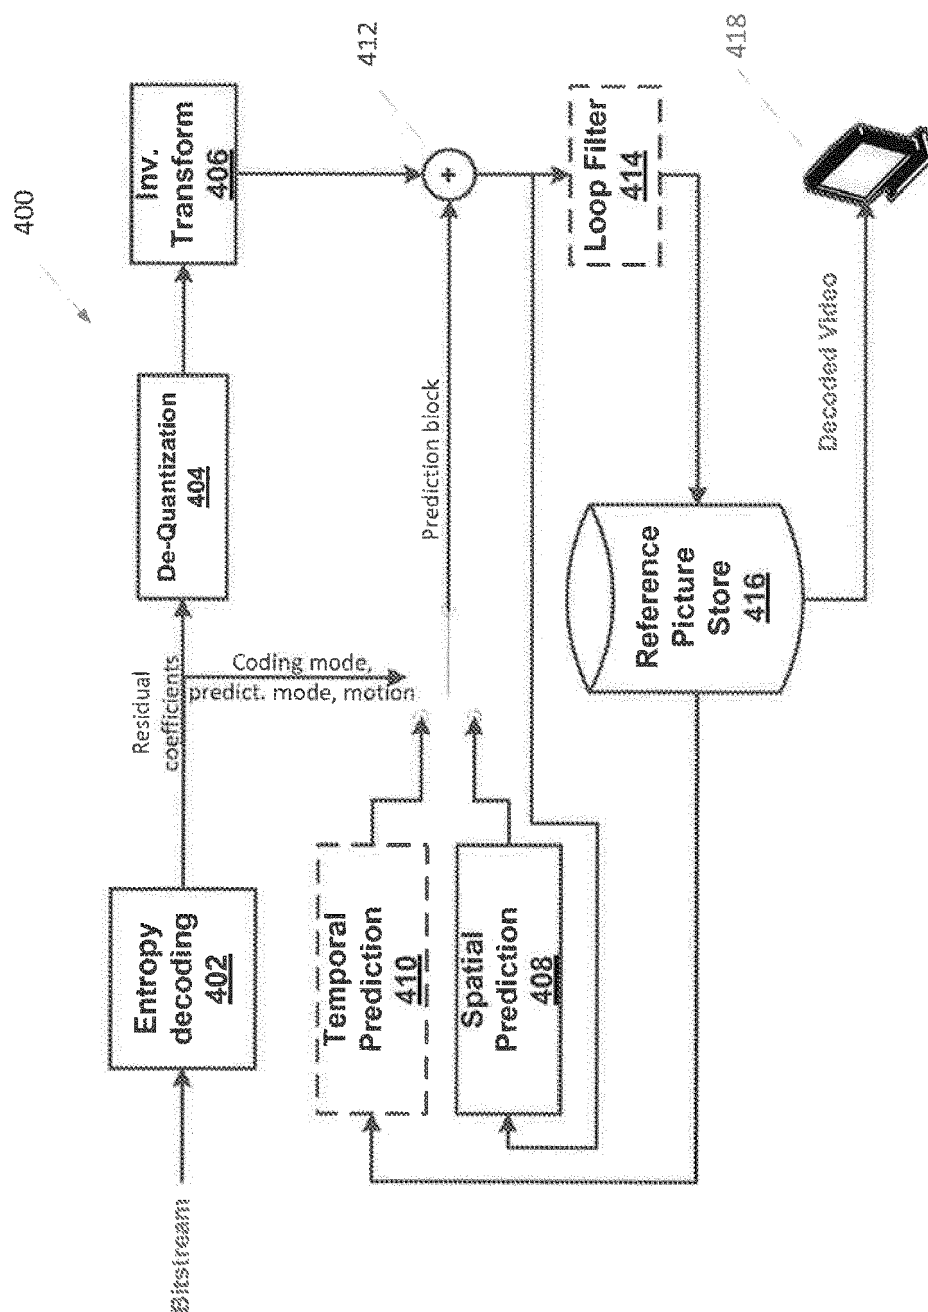 400
Bitstream
Entropy
decoding
402
Residual
coefficients
De-Quantization
404
Inv.
Transform
406
Coding mode,
predict. mode, motion
Temporal
Prediction
410
Spatial
Prediction
408
Prediction block
+
412
Loop Filter
414
Reference
Picture
Store
416
Decoded Video
418